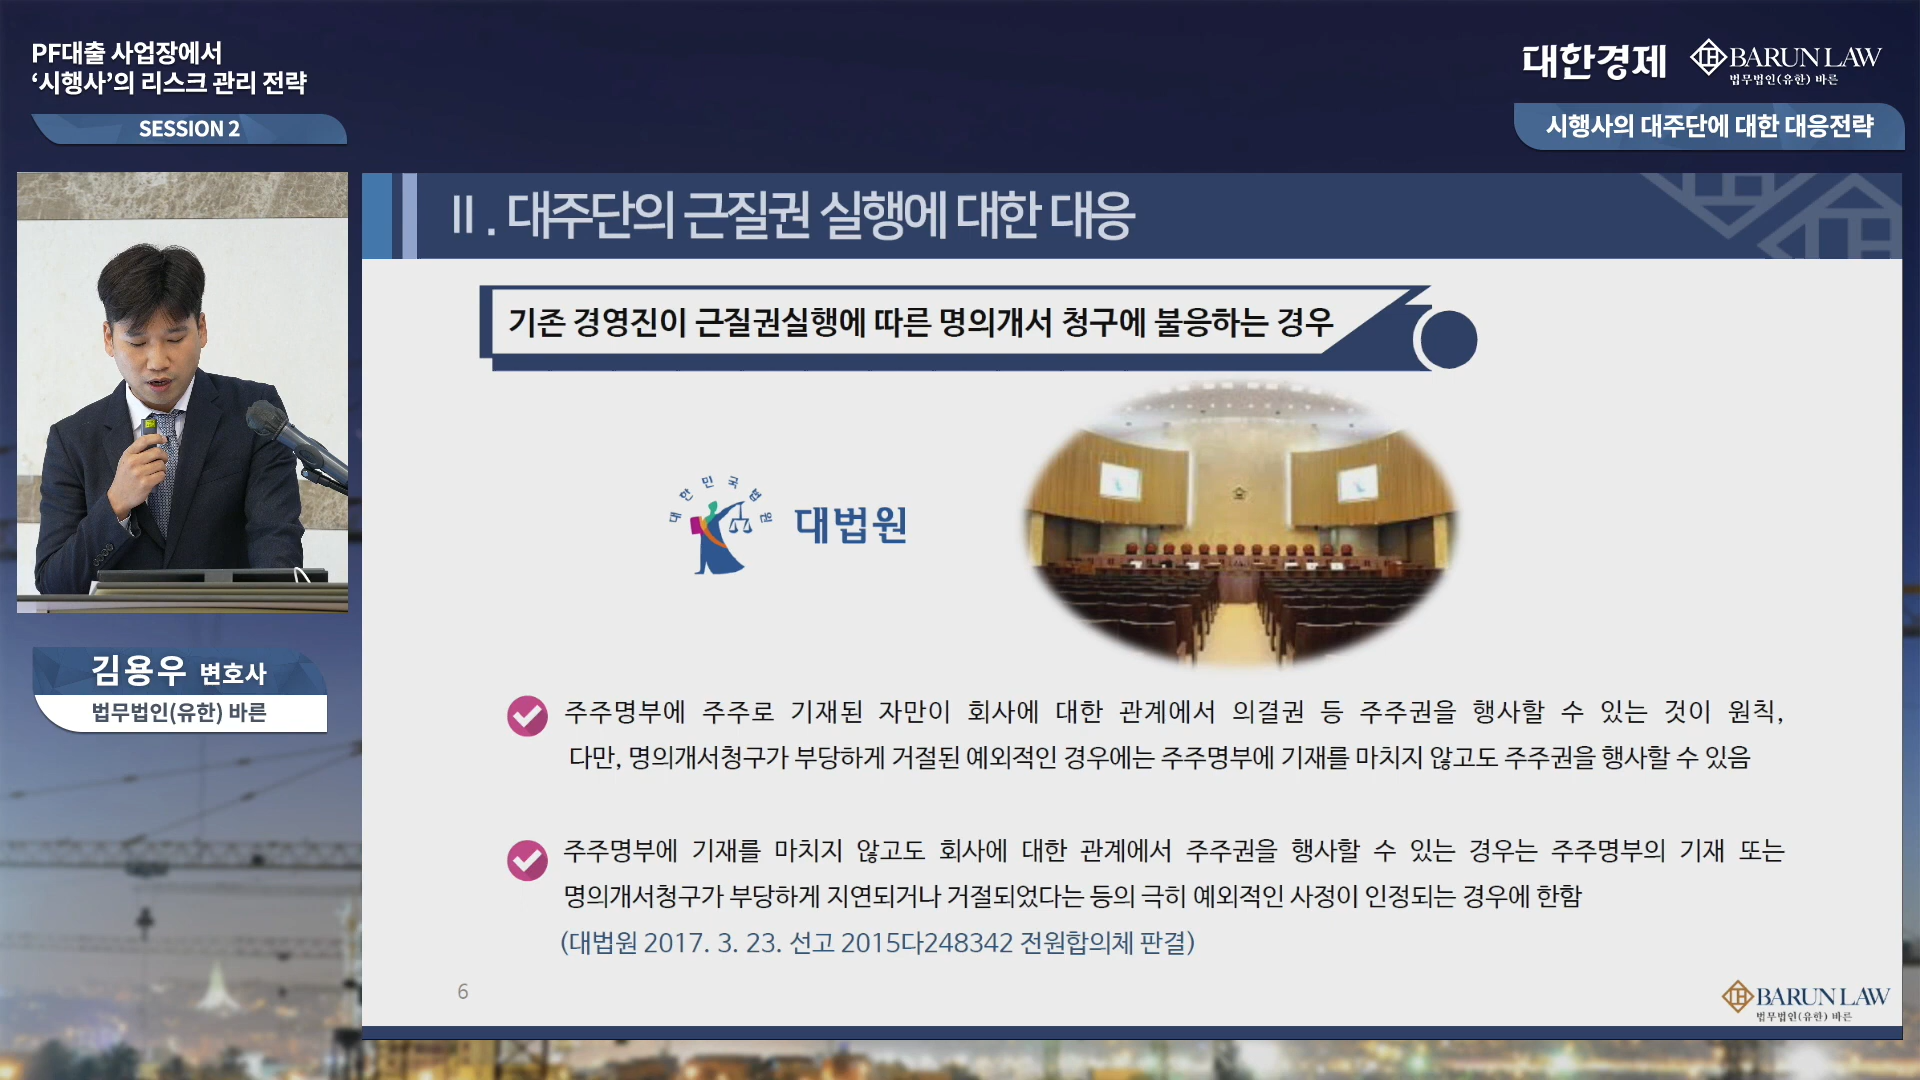 PF대출 사업장에서
‘시행사’의 리스크 관리 전략
SESSION 2
대한경제
BARUN LAW
법무법인(유한) 바른
시행사의 대주단에 대한 대응전략
Ⅱ. 대주단의 근질권 실행에 대한 대응
기존 경영진이 근질권실행에 따른 명의개서 청구에 불응하는 경우
대한민국법원
대법원
김용우 변호사
법무법인(유한) 바른
주주명부에 주주로 기재된 자만이 회사에 대한 관계에서 의결권 등 주주권을 행사할 수 있는 것이 원칙,
다만, 명의개서청구가 부당하게 거절된 예외적인 경우에는 주주명부에 기재를 마치지 않고도 주주권을 행사할 수 있음
주주명부에 기재를 마치지 않고도 회사에 대한 관계에서 주주권을 행사할 수 있는 경우는 주주명부의 기재 또는
명의개서청구가 부당하게 지연되거나 거절되었다는 등의 극히 예외적인 사정이 인정되는 경우에 한함
(대법원 2017. 3. 23. 선고 2015다248342 전원합의체 판결)
6
BARUN LAW
법무법인(유한) 바른